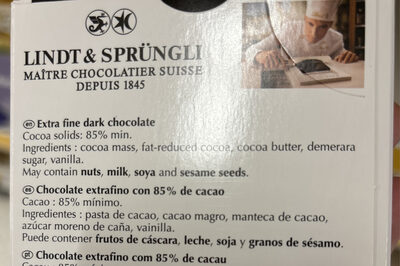 LINDT & SPRÜNGLI
MAÎTRE CHOCOLATIER SUISSE
DEPUIS 1845
Extra fine dark chocolate
Cocoa solids: 85% min.
Ingredients : cocoa mass, fat-reduced cocoa, cocoa butter, demerara
sugar, vanilla.
May contain nuts, milk, soya and sesame seeds.
Chocolate extrafino con 85% de cacao
Cacao : 85% mínimo.
Ingredientes : pasta de cacao, cacao magro, manteca de cacao,
azúcar moreno de caña, vainilla.
Puede contener frutos de cáscara, leche, soja y granos de sésamo.
Chocolate extrafino com 85% de cacau